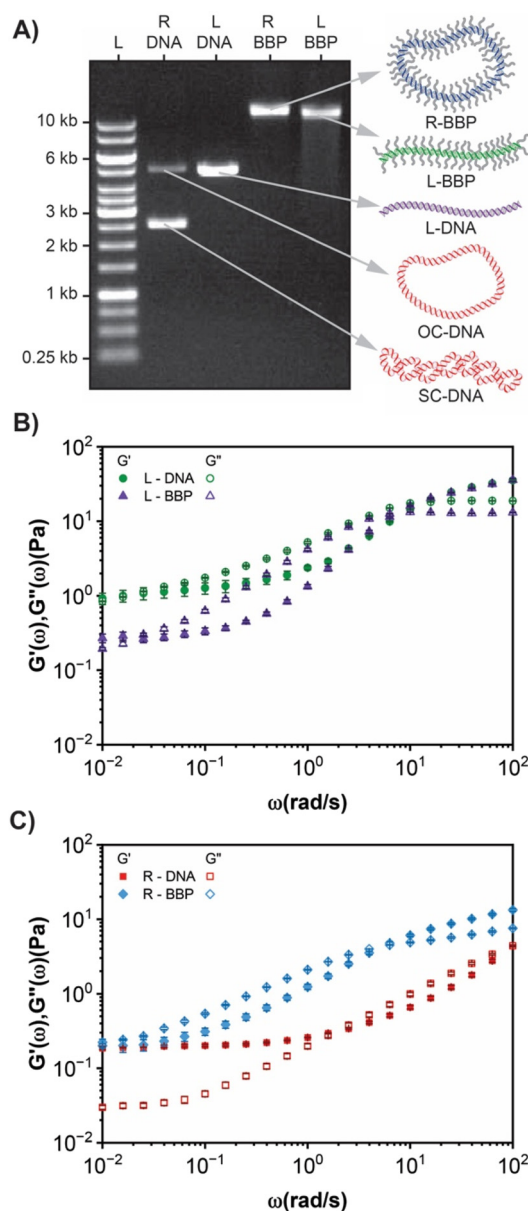 A)
R L R L
L DNA DNA BBP BBP
10 kb
6 kb
3 kb
2 kb
1 kb
0.25 kb
R-BBP
L-BBP
L-DNA
OC-DNA
SC-DNA
B)
G' G"
L - DNA
L - BBP
G'(ω),G"(ω)(Pa)
10²
10¹
10⁰
10⁻¹
10⁻²
10⁻² 10⁻¹ 10⁰ 10¹ 10²
ω(rad/s)
C)
G' G"
R - DNA
R - BBP
G'(ω),G"(ω)(Pa)
10²
10¹
10⁰
10⁻¹
10⁻²
10⁻² 10⁻¹ 10⁰ 10¹ 10²
ω(rad/s)